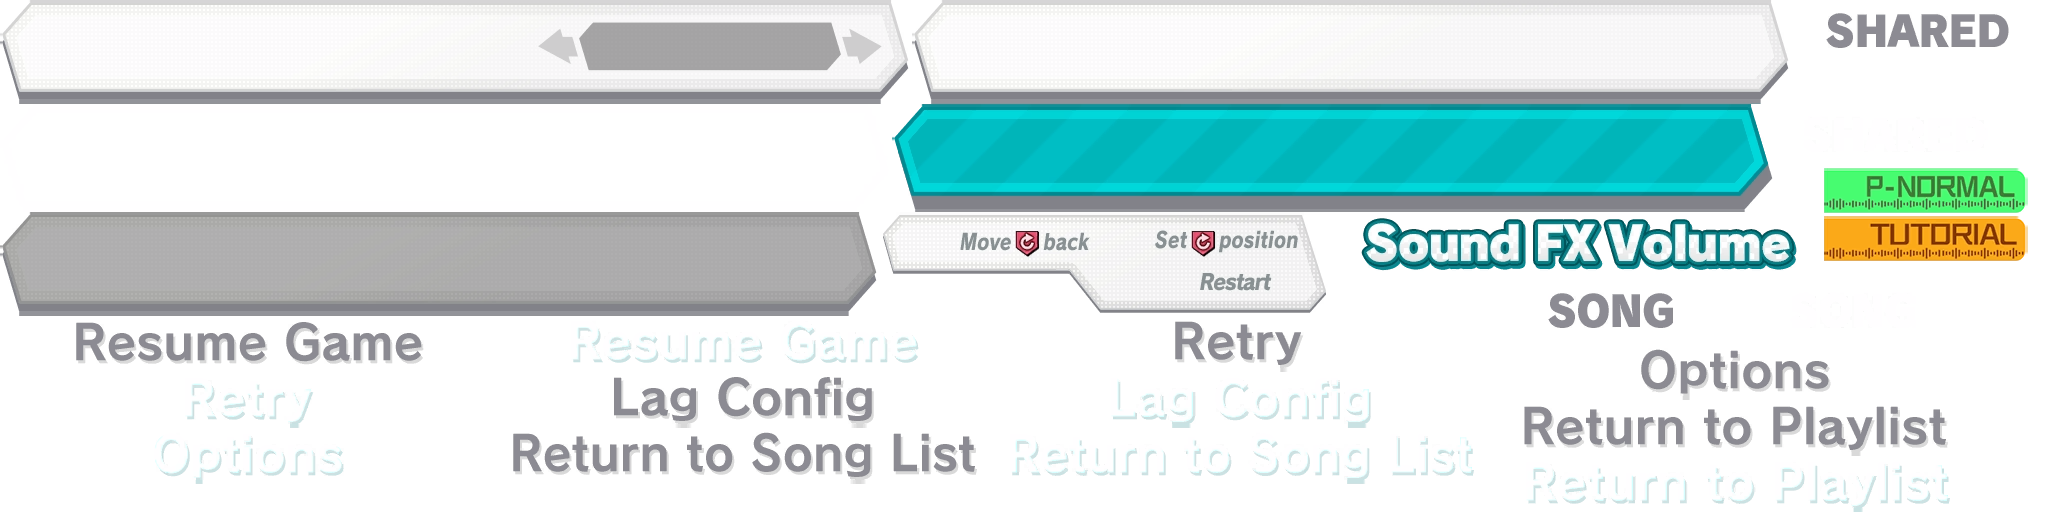 SHARED
P-NORMAL
TUTORIAL
Move back
Set position
Restart
Sound FX Volume
SONG
Resume Game
Resume Game
Retry
Options
Retry
Lag Config
Lag Config
Return to Playlist
Options
Return to Song List
Return to Song List
Return to Playlist